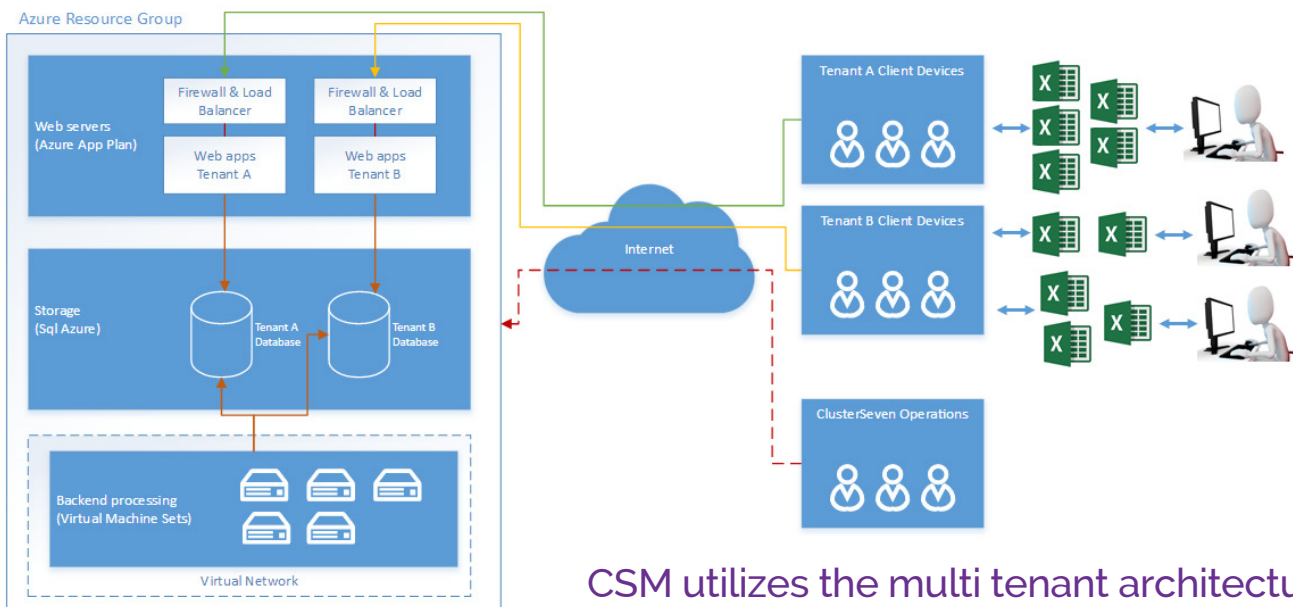 Azure Resource Group
Firewall & Load
Balancer
Firewall & Load
Balancer
Web servers
(Azure App Plan)
Web apps
Tenant A
Web apps
Tenant B
Storage
(Sql Azure)
Tenant A
Database
Tenant B
Database
Backend processing
(Virtual Machine Sets)
Virtual Network
Internet
Tenant A Client Devices
Tenant B Client Devices
ClusterSeven Operations
X
X
X
X
X
X
X
X
X
X
CSM utilizes the multi tenant architectu